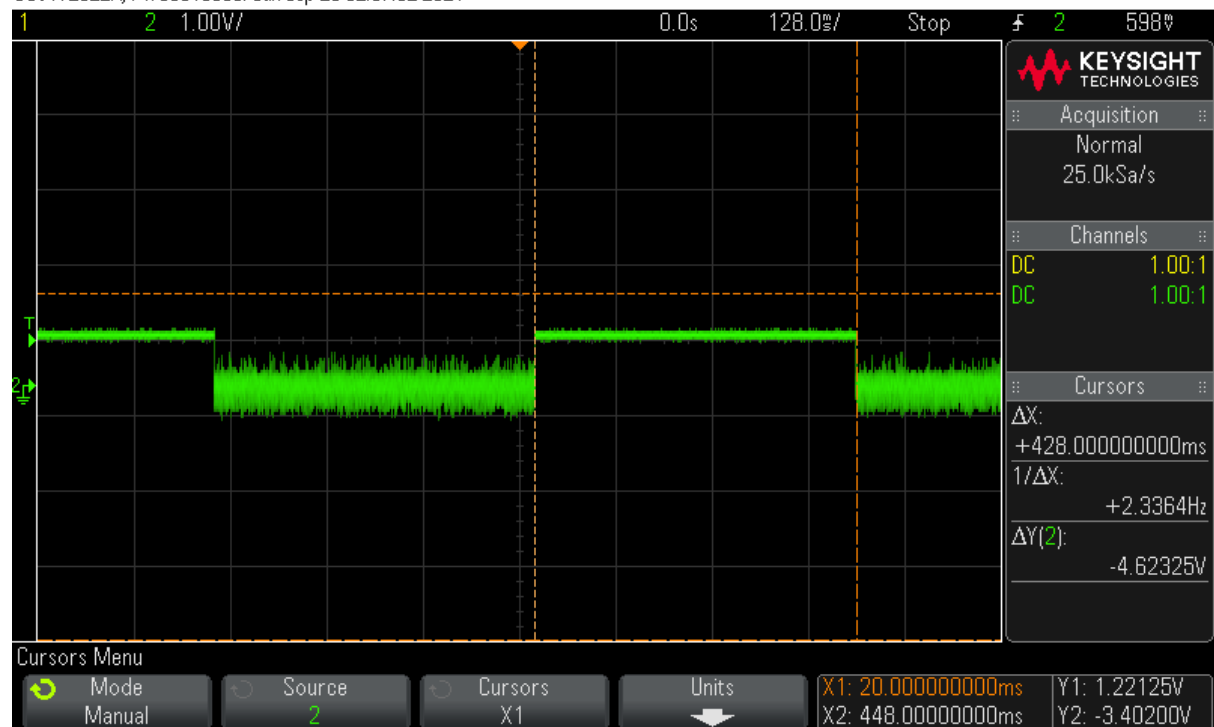 1 2 1.00V/ 0.0s 128.0ms/ Stop 2 598mV
KEYSIGHT
TECHNOLOGIES
Acquisition
Normal
25.0kSa/s
Channels
DC 1.00:1
DC 1.00:1
T
2
Cursors
ΔX:
+428.000000000ms
1/ΔX:
+2.3364Hz
ΔY(2):
-4.62325V
Cursors Menu
Mode
Manual
Source
2
Cursors
X1
Units
X1: 20.000000000ms
X2: 448.00000000ms
Y1: 1.22125V
Y2: -3.40200V